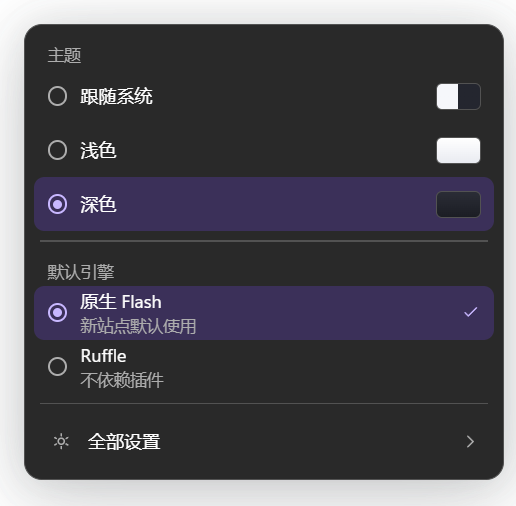 主题
跟随系统
浅色
深色
默认引擎
原生 Flash
新站点默认使用
Ruffle
不依赖插件
全部设置